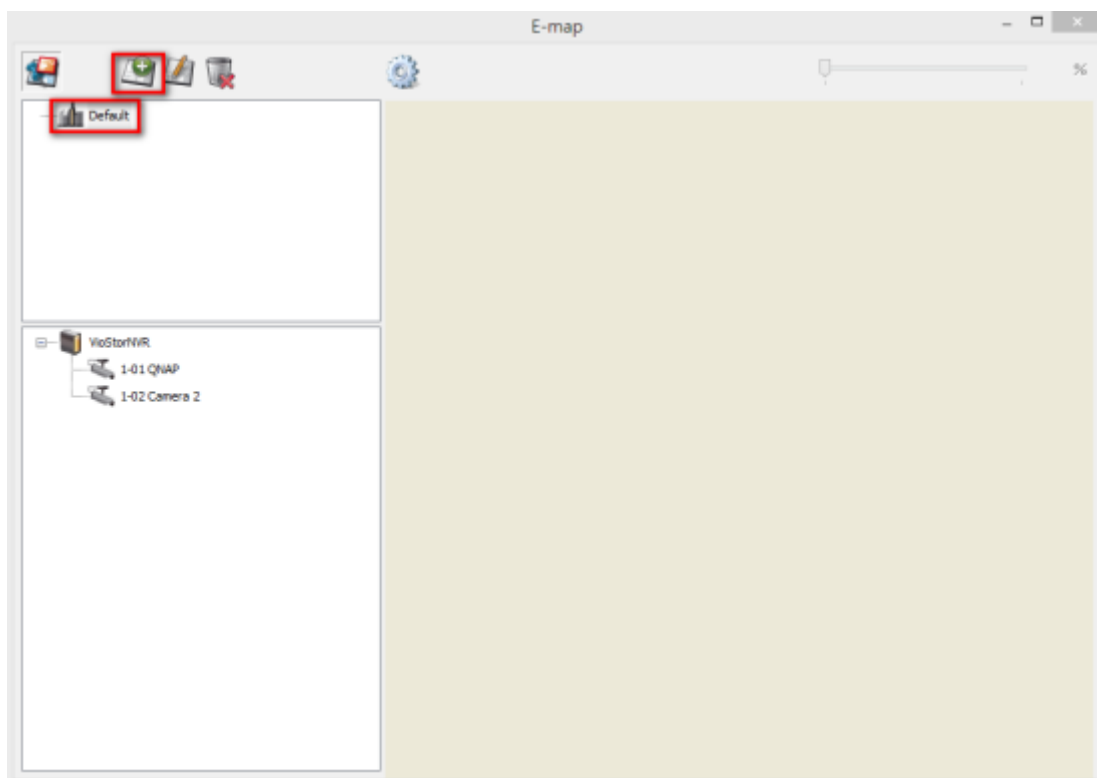 E-map
%
Default
VioStorNVR
1-01 QNAP
1-02 Camera 2